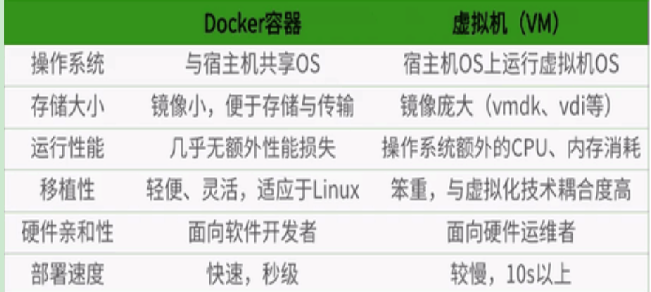 Docker容器 虚拟机（VM）
操作系统 与宿主机共享OS 宿主机OS上运行虚拟机OS
存储大小 镜像小，便于存储与传输 镜像庞大（vmdk、vdi等）
运行性能 几乎无额外性能损失 操作系统额外的CPU、内存消耗
移植性 轻便、灵活，适应于Linux 笨重，与虚拟化技术耦合度高
硬件亲和性 面向软件开发者 面向硬件运维者
部署速度 快速，秒级 较慢，10s以上